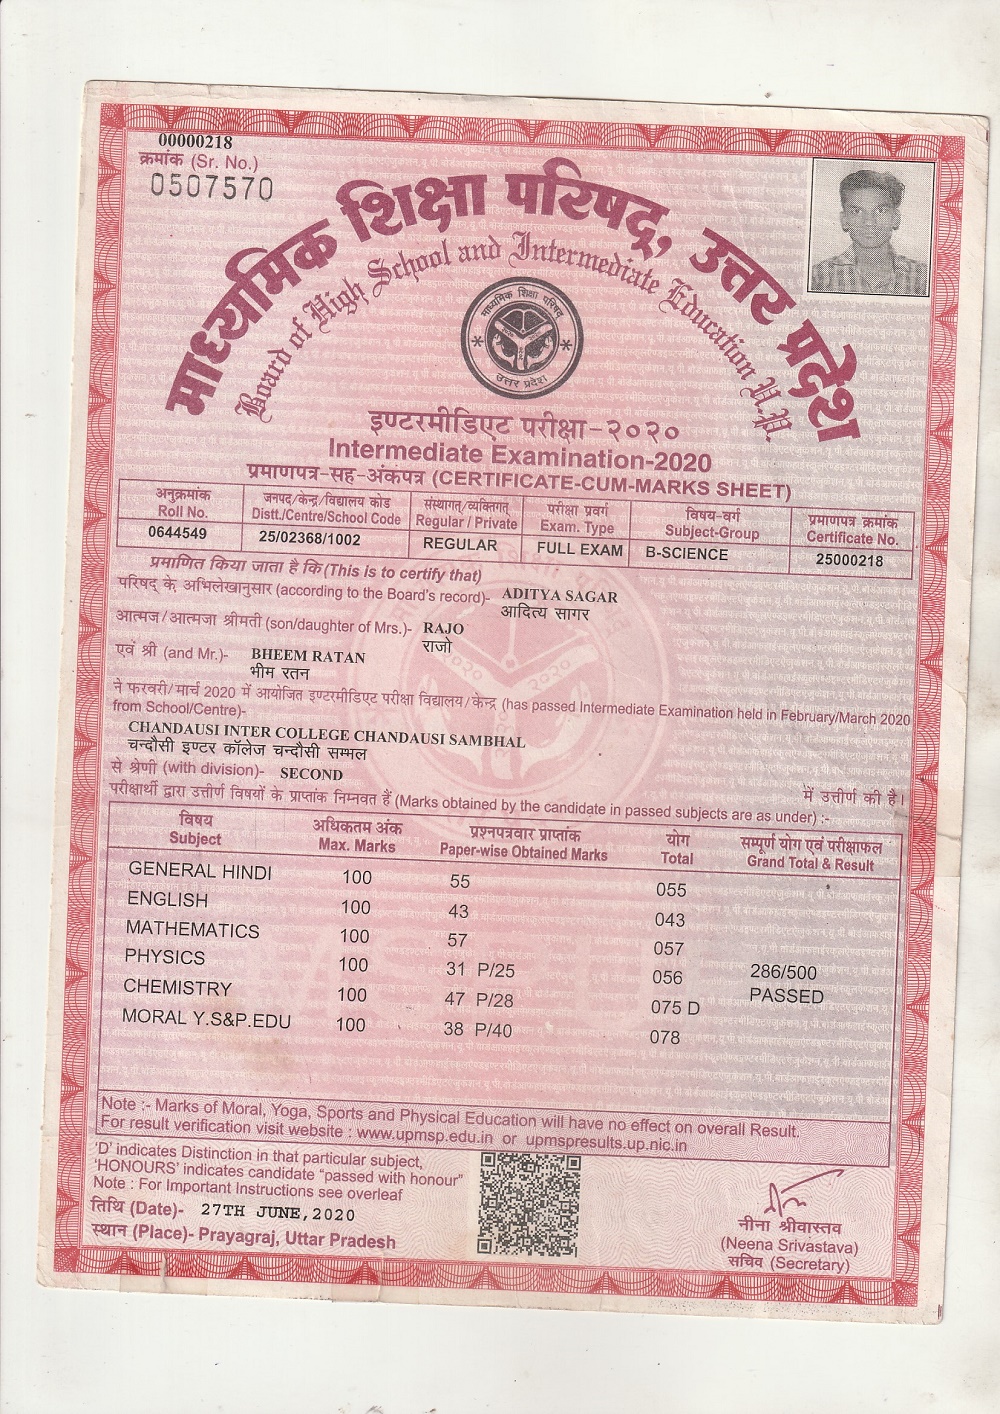 00000218
क्रमांक (Sr. No.)
0507570
माध्यमिक शिक्षा परिषद्, उत्तर प्रदेश
Board of High School and Intermediate Education U.P.
माध्यमिक शिक्षा परिषद्
उत्तर प्रदेश
इण्टरमीडिएट परीक्षा-२०२०
Intermediate Examination-2020
प्रमाणपत्र-सह-अंकपत्र (CERTIFICATE-CUM-MARKS SHEET)
अनुक्रमांक जनपद/केन्द्र/विद्यालय कोड संस्थागत्/व्यक्तिगत् परीक्षा प्रवर्ग विषय-वर्ग प्रमाणपत्र क्रमांक
Roll No. Distt./Centre/School Code Regular / Private Exam. Type Subject-Group Certificate No.
0644549 25/02368/1002 REGULAR FULL EXAM B-SCIENCE 25000218
प्रमाणित किया जाता है कि (This is to certify that)
परिषद् के अभिलेखानुसार (according to the Board's record)- ADITYA SAGAR
आदित्य सागर
आत्मज/आत्मजा श्रीमती (son/daughter of Mrs.)- RAJO
राजो
एवं श्री (and Mr.)- BHEEM RATAN
भीम रतन
ने फरवरी/मार्च 2020 में आयोजित इण्टरमीडिएट परीक्षा विद्यालय/केन्द्र (has passed Intermediate Examination held in February/March 2020
from School/Centre)-
CHANDAUSI INTER COLLEGE CHANDAUSI SAMBHAL
चन्दौसी इण्टर कॉलेज चन्दौसी सम्भल
से श्रेणी (with division)- SECOND में उत्तीर्ण की है।
परीक्षार्थी द्वारा उत्तीर्ण विषयों के प्राप्तांक निम्नवत हैं (Marks obtained by the candidate in passed subjects are as under) :-
विषय अधिकतम अंक प्रश्नपत्रवार प्राप्तांक योग सम्पूर्ण योग एवं परीक्षाफल
Subject Max. Marks Paper-wise Obtained Marks Total Grand Total & Result
GENERAL HINDI 100 55 055
ENGLISH 100 43 043
MATHEMATICS 100 57 057
PHYSICS 100 31 P/25 056 286/500
CHEMISTRY 100 47 P/28 075 D PASSED
MORAL Y.S&P.EDU 100 38 P/40 078
Note :- Marks of Moral, Yoga, Sports and Physical Education will have no effect on overall Result.
For result verification visit website : www.upmsp.edu.in or upmspresults.up.nic.in
'D' indicates Distinction in that particular subject,
'HONOURS' indicates candidate "passed with honour"
Note : For Important Instructions see overleaf
तिथि (Date)- 27TH JUNE,2020
स्थान (Place)- Prayagraj, Uttar Pradesh
नीना श्रीवास्तव
(Neena Srivastava)
सचिव (Secretary)